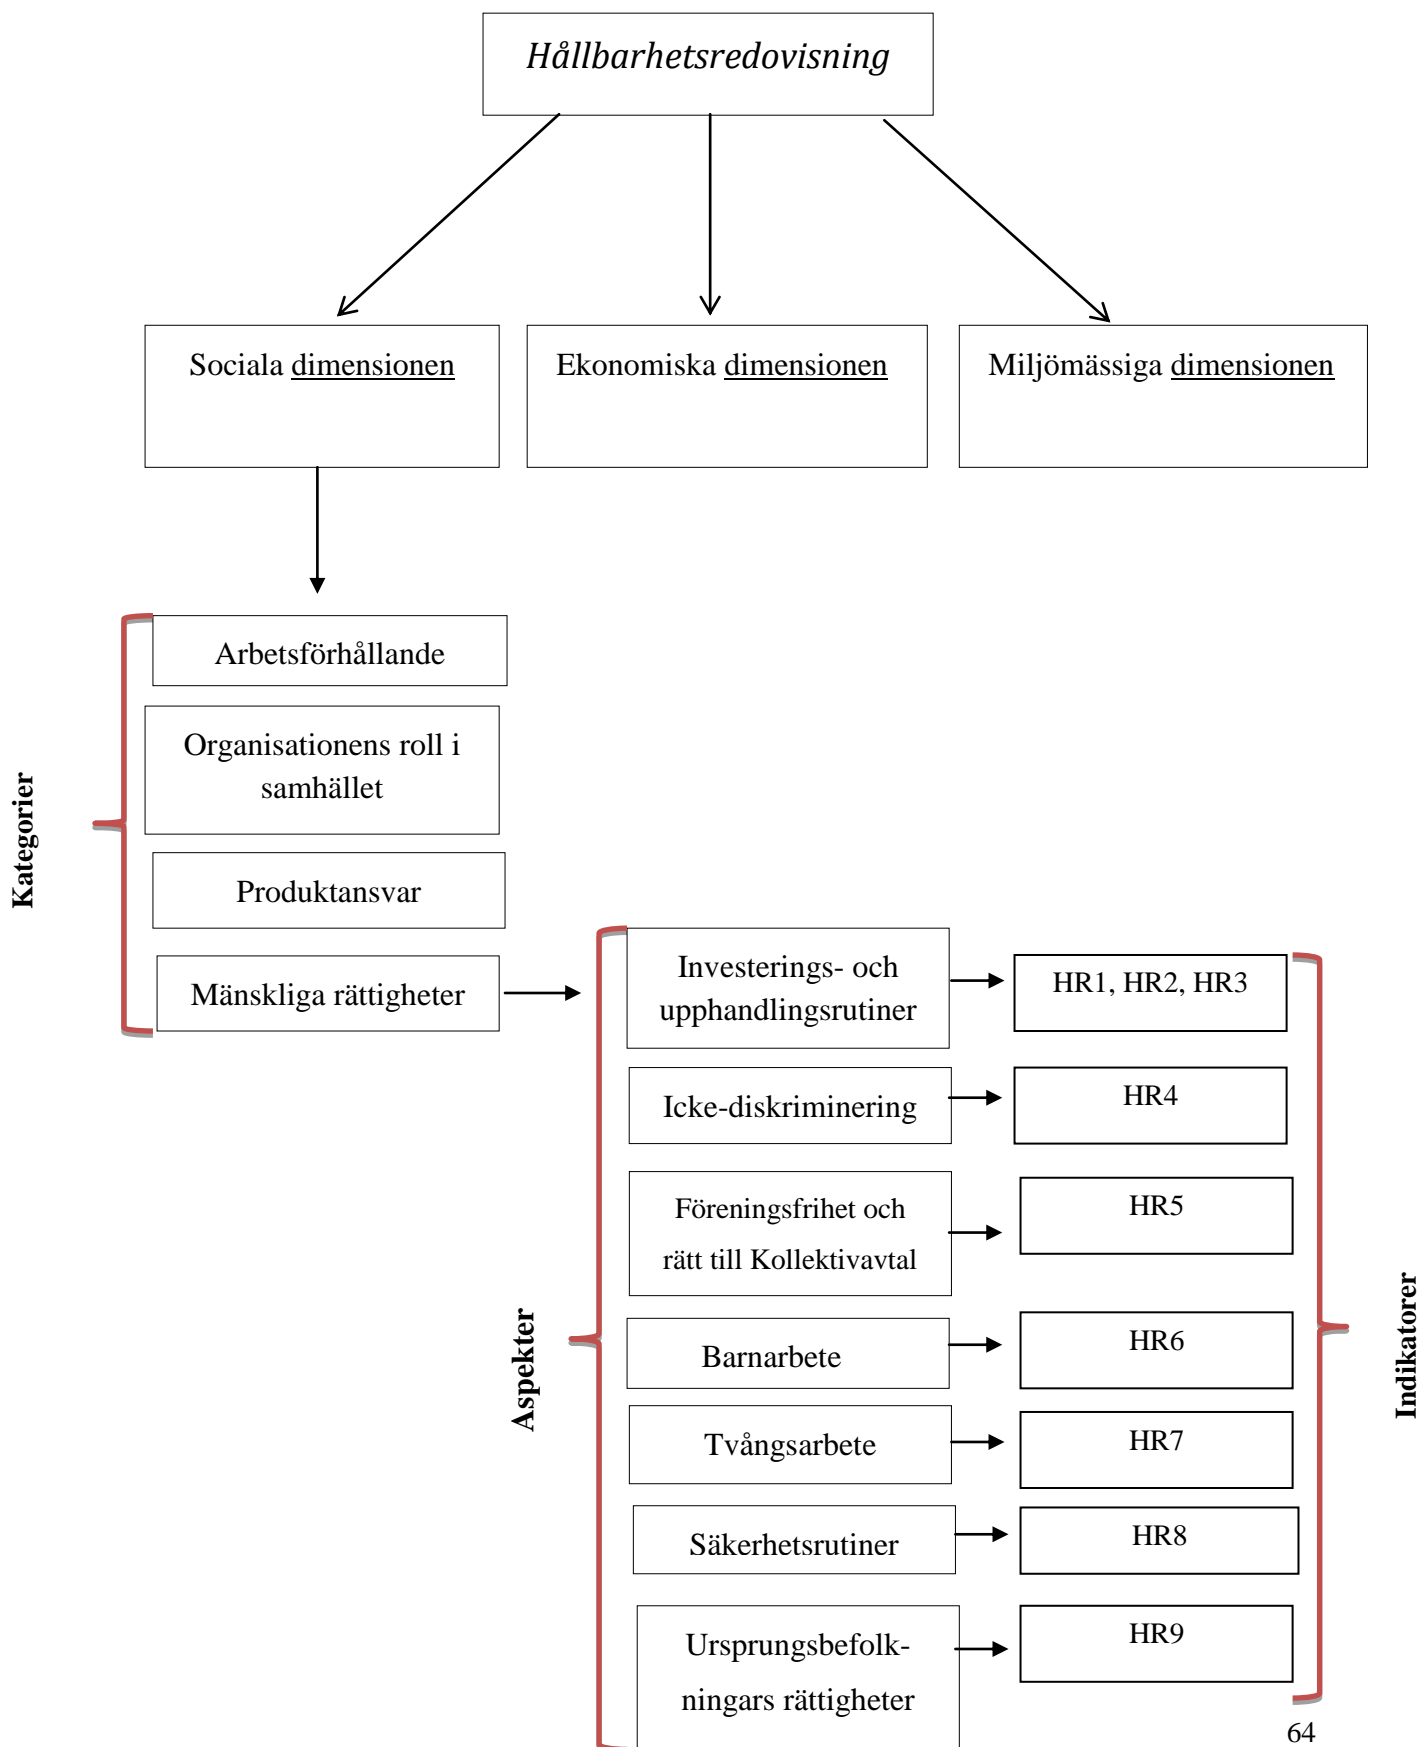 Hållbarhetsredovisning
Sociala dimensionen
Ekonomiska dimensionen
Miljömässiga dimensionen
Kategorier
Arbetsförhållande
Organisationens roll i
samhället
Produktansvar
Mänskliga rättigheter
Aspekter
Investerings- och
upphandlingsrutiner
HR1, HR2, HR3
Icke-diskriminering
HR4
Föreningsfrihet och
rätt till Kollektivavtal
HR5
Barnarbete
HR6
Tvångsarbete
HR7
Säkerhetsrutiner
HR8
Ursprungsbefolk-
ningars rättigheter
HR9
Indikatorer
64